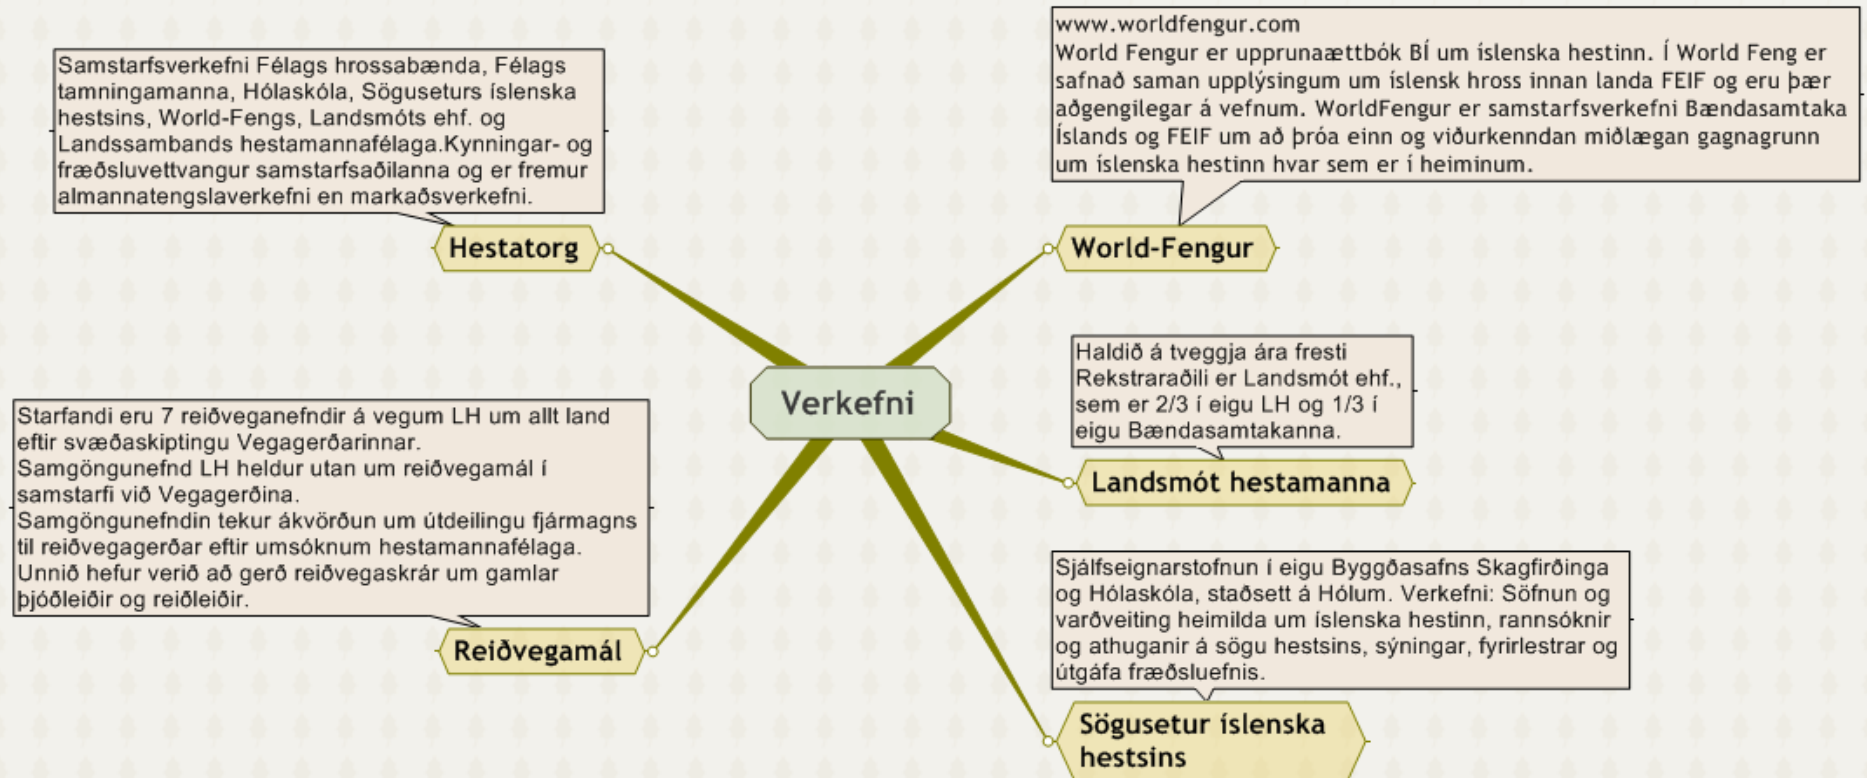 Samstarfsverkefni Félags hrossabænda, Félags
tamningamanna, Hólaskóla, Söguseturs íslenska
hestsins, World-Fengs, Landsmóts ehf. og
Landssambands hestamannafélaga.Kynningar- og
fræðsluvettvangur samstarfsaðilanna og er fremur
almannatengslaverkefni en markaðsverkefni.
Hestatorg
www.worldfengur.com
World Fengur er upprunaættbók BÍ um íslenska hestinn. Í World Feng er
safnað saman upplýsingum um íslensk hross innan landa FEIF og eru þær
aðgengilegar á vefnum. WorldFengur er samstarfsverkefni Bændasamtaka
Íslands og FEIF um að þróa einn og viðurkenndan miðlægan gagnagrunn
um íslenska hestinn hvar sem er í heiminum.
World-Fengur
Verkefni
Haldið á tveggja ára fresti
Rekstraraðili er Landsmót ehf.,
sem er 2/3 í eigu LH og 1/3 í
eigu Bændasamtakanna.
Landsmót hestamanna
Starfandi eru 7 reiðveganefndir á vegum LH um allt land
eftir svæðaskiptingu Vegagerðarinnar.
Samgöngunefnd LH heldur utan um reiðvegamál í
samstarfi við Vegagerðina.
Samgöngunefndin tekur ákvörðun um útdeilingu fjármagns
til reiðvegagerðar eftir umsóknum hestamannafélaga.
Unnið hefur verið að gerð reiðvegaskrár um gamlar
þjóðleiðir og reiðleiðir.
Reiðvegamál
Sjálfseignarstofnun í eigu Byggðasafns Skagfirðinga
og Hólaskóla, staðsett á Hólum. Verkefni: Söfnun og
varðveiting heimilda um íslenska hestinn, rannsóknir
og athuganir á sögu hestsins, sýningar, fyrirlestrar og
útgáfa fræðsluefnis.
Sögusetur íslenska
hestsins